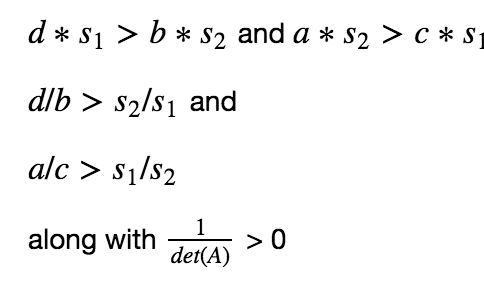 d * s₁ > b * s₂ and a * s₂ > c * s₁
d/b > s₂/s₁ and
a/c > s₁/s₂
along with 1/det(A) > 0